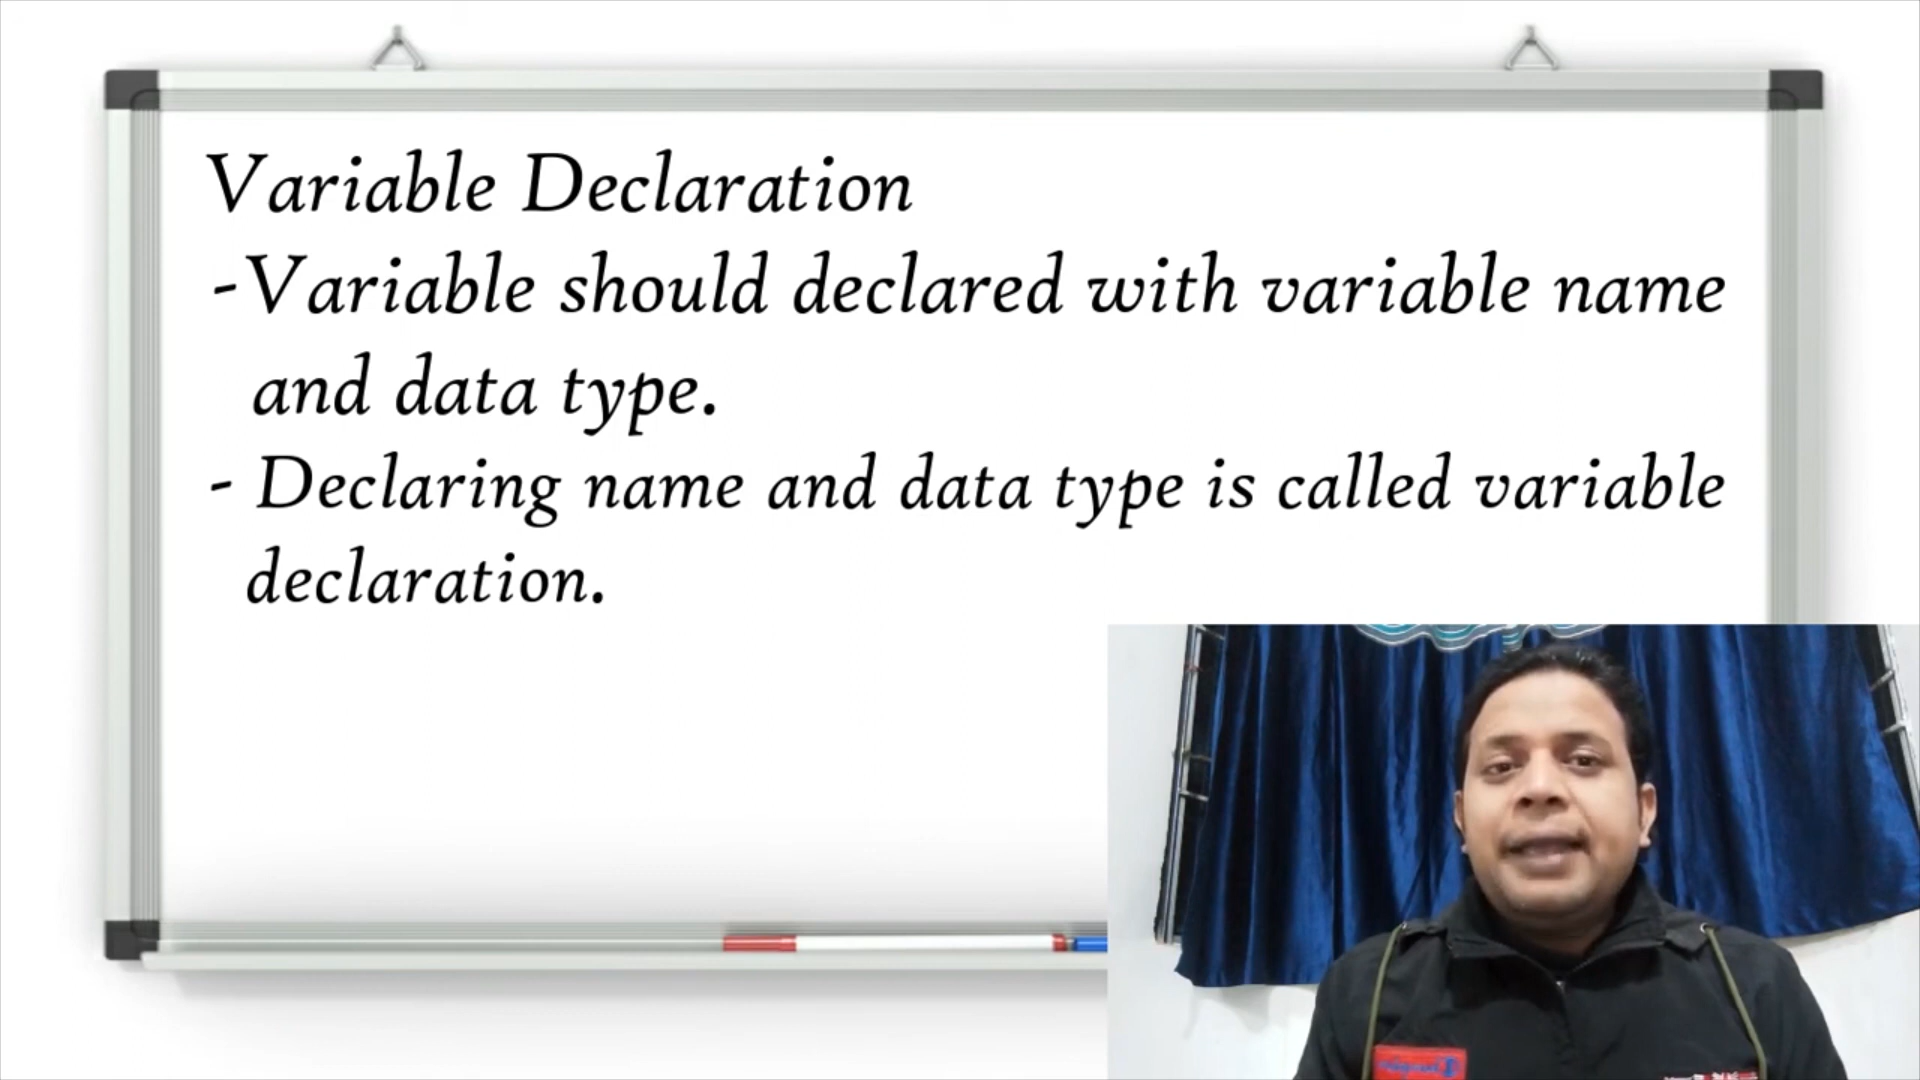 Variable Declaration
-Variable should declared with variable name
and data type.
- Declaring name and data type is called variable
declaration.